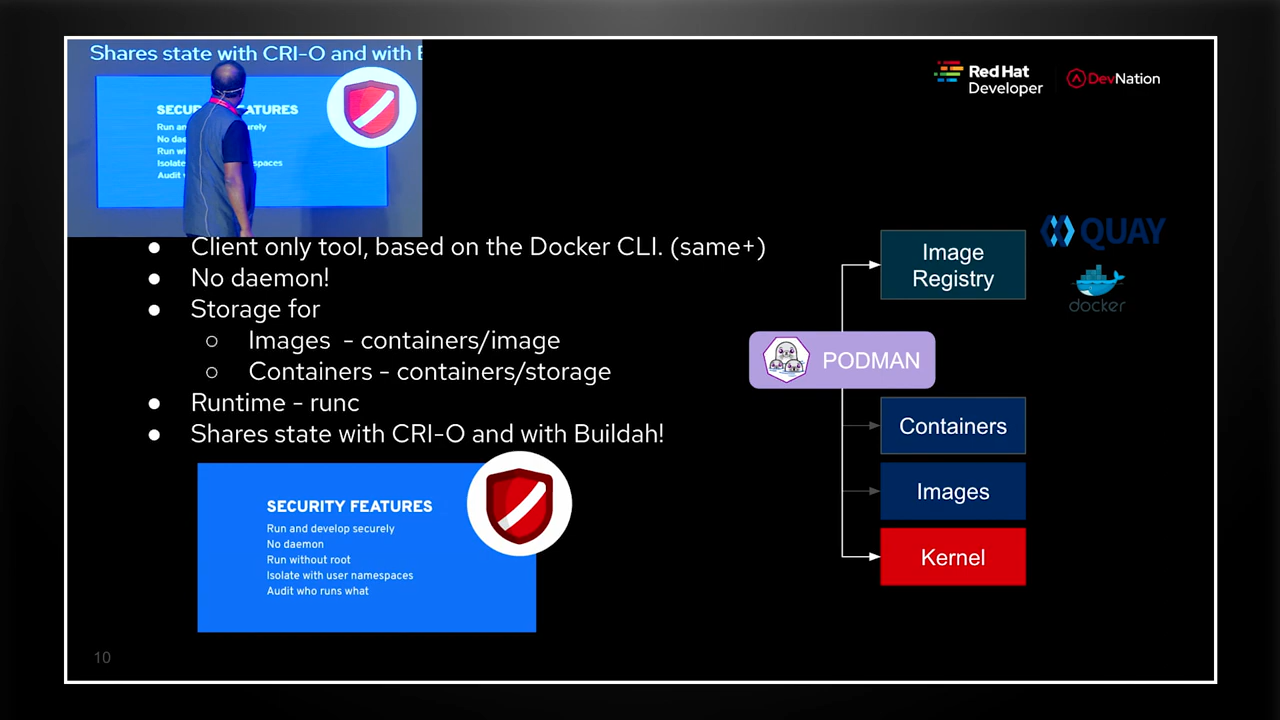 Shares state with CRI-O and with
SECUR FEATURES
Run an urely
No dae
Run wi
Isolate spaces
Audit
Red Hat
Developer
DevNation
Client only tool, based on the Docker CLI. (same+)
No daemon!
Storage for
Images - containers/image
Containers - containers/storage
Runtime - runc
Shares state with CRI-O and with Buildah!
SECURITY FEATURES
Run and develop securely
No daemon
Run without root
Isolate with user namespaces
Audit who runs what
Image
Registry
QUAY
docker
PODMAN
Containers
Images
Kernel
10